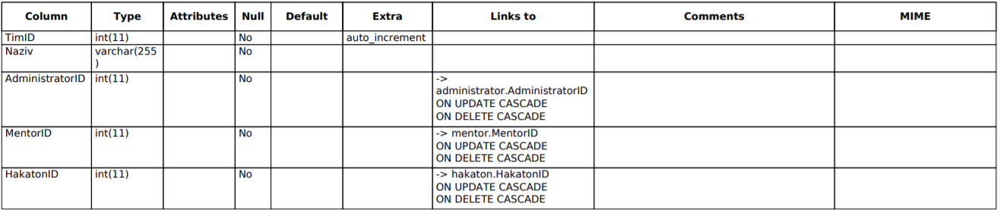 Column Type Attributes Null Default Extra Links to Comments MIME
TimID int(11) No auto_increment
Naziv varchar(255 No
)
AdministratorID int(11) No ->
administrator.AdministratorID
ON UPDATE CASCADE
ON DELETE CASCADE
MentorID int(11) No -> mentor.MentorID
ON UPDATE CASCADE
ON DELETE CASCADE
HakatonID int(11) No -> hakaton.HakatonID
ON UPDATE CASCADE
ON DELETE CASCADE